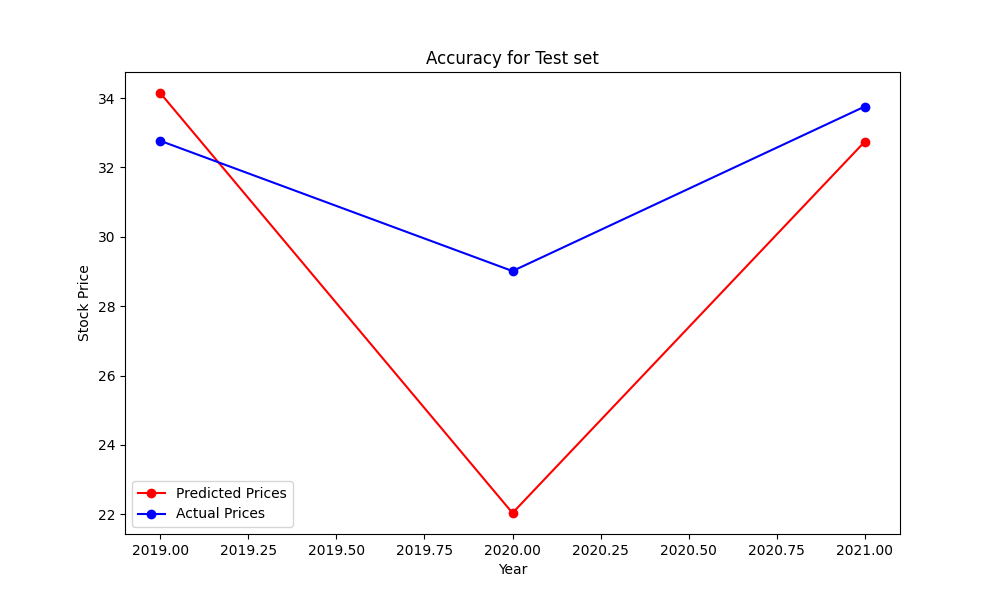 Accuracy for Test set
Stock Price
34
32
30
28
26
24
22
Predicted Prices
Actual Prices
2019.00 2019.25 2019.50 2019.75 2020.00 2020.25 2020.50 2020.75 2021.00
Year